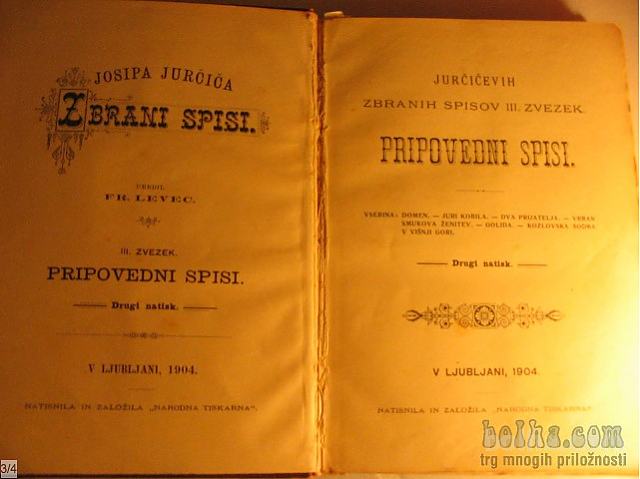 JOSIPA JURČIČA
ZBRANI SPISI.
UREDIL
FR. LEVEC.
III. ZVEZEK.
PRIPOVEDNI SPISI.
Drugi natisk.
V LJUBLJANI, 1904.
NATISNILA IN ZALOŽILA „NARODNA TISKARNA“.
JURČIČEVIH
ZBRANIH SPISOV III. ZVEZEK.
PRIPOVEDNI SPISI.
VSEBINA: DOMEN. — JURI KOBILA. — DVA PRIJATELJA. — VRBAN
SMUKOVA ŽENITEV. — GOLIDA. — KOZLOVSKA SODBA
V VIŠNJI GORI.
Drugi natisk.
V LJUBLJANI, 1904.
NATISNILA IN ZALOŽILA „NARODNA TISKARNA“
bolha.com
trg mnogih priložnosti
3/4